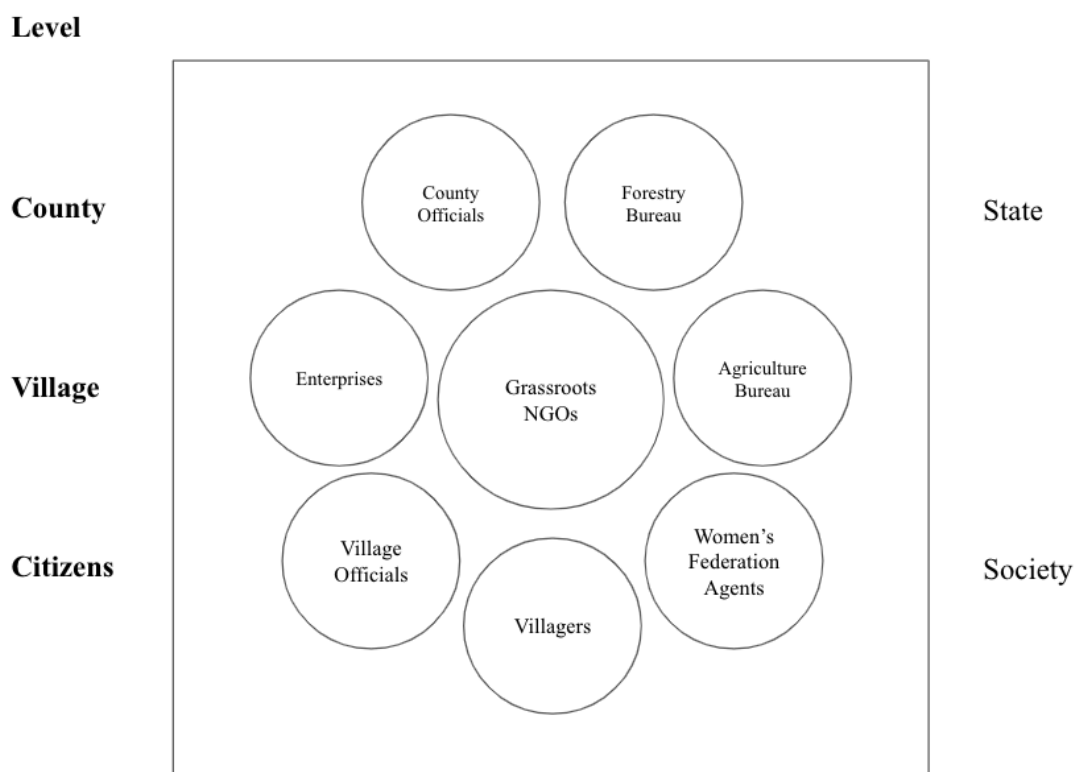 Level
County
County
Officials
Forestry
Bureau
State
Village
Enterprises
Grassroots
NGOs
Agriculture
Bureau
Citizens
Village
Officials
Women’s
Federation
Agents
Villagers
Society